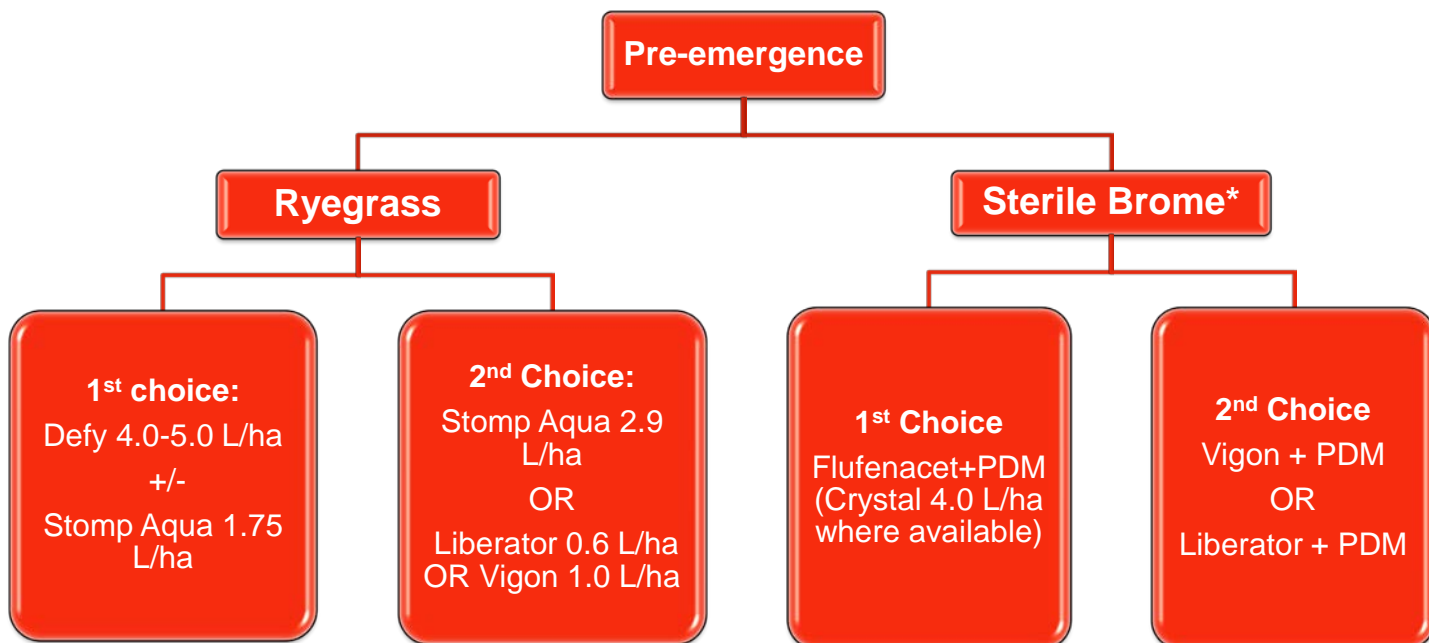 Pre-emergence
Ryegrass
Sterile Brome*
1st choice:
Defy 4.0-5.0 L/ha
+/-
Stomp Aqua 1.75
L/ha
2nd Choice:
Stomp Aqua 2.9
L/ha
OR
Liberator 0.6 L/ha
OR Vigon 1.0 L/ha
1st Choice
Flufenacet+PDM
(Crystal 4.0 L/ha
where available)
2nd Choice
Vigon + PDM
OR
Liberator + PDM